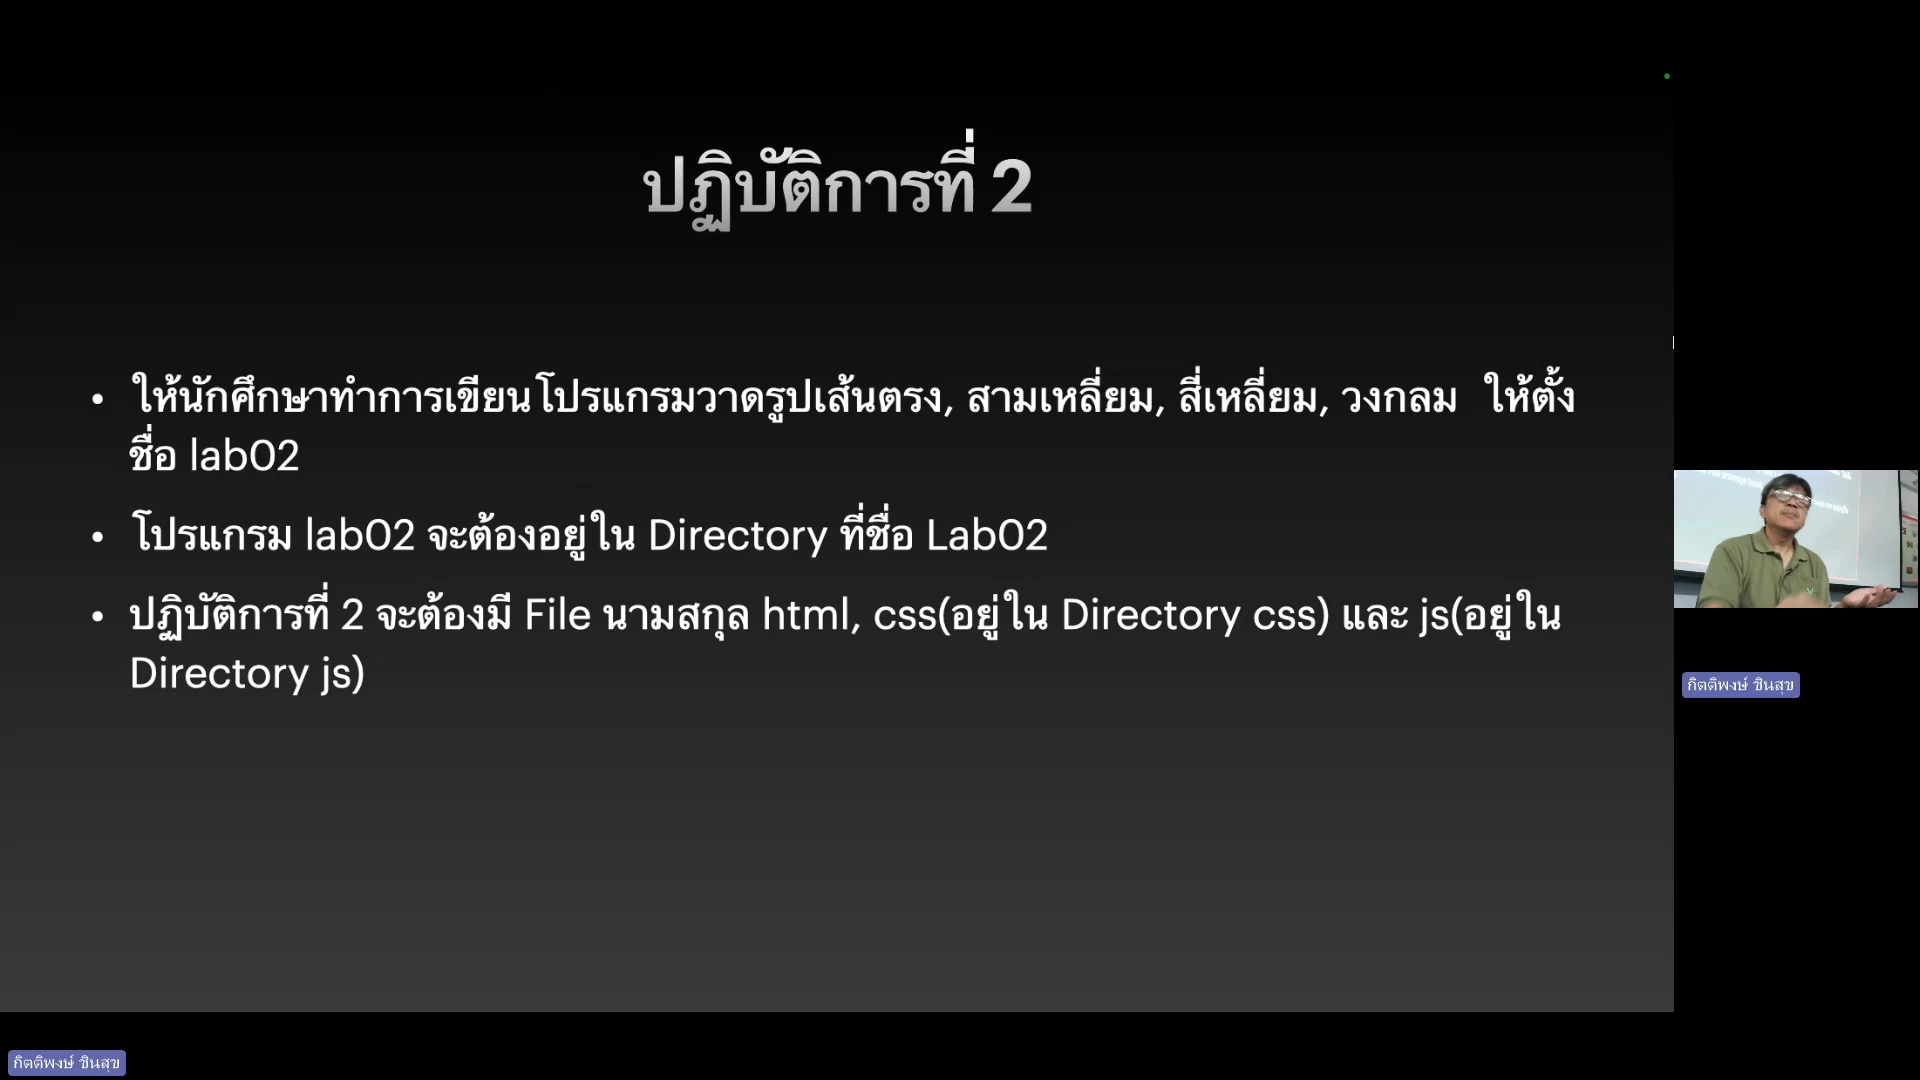 ปฏิบัติการที่ 2
• ให้นักศึกษาทำการเขียนโปรแกรมวาดรูปเส้นตรง, สามเหลี่ยม, สี่เหลี่ยม, วงกลม ให้ตั้ง
ชื่อ lab02
• โปรแกรม lab02 จะต้องอยู่ใน Directory ที่ชื่อ Lab02
• ปฏิบัติการที่ 2 จะต้องมี File นามสกุล html, css(อยู่ใน Directory css) และ js(อยู่ใน
Directory js)
กิตติพงษ์ ชินสุข
กิตติพงษ์ ชินสุข